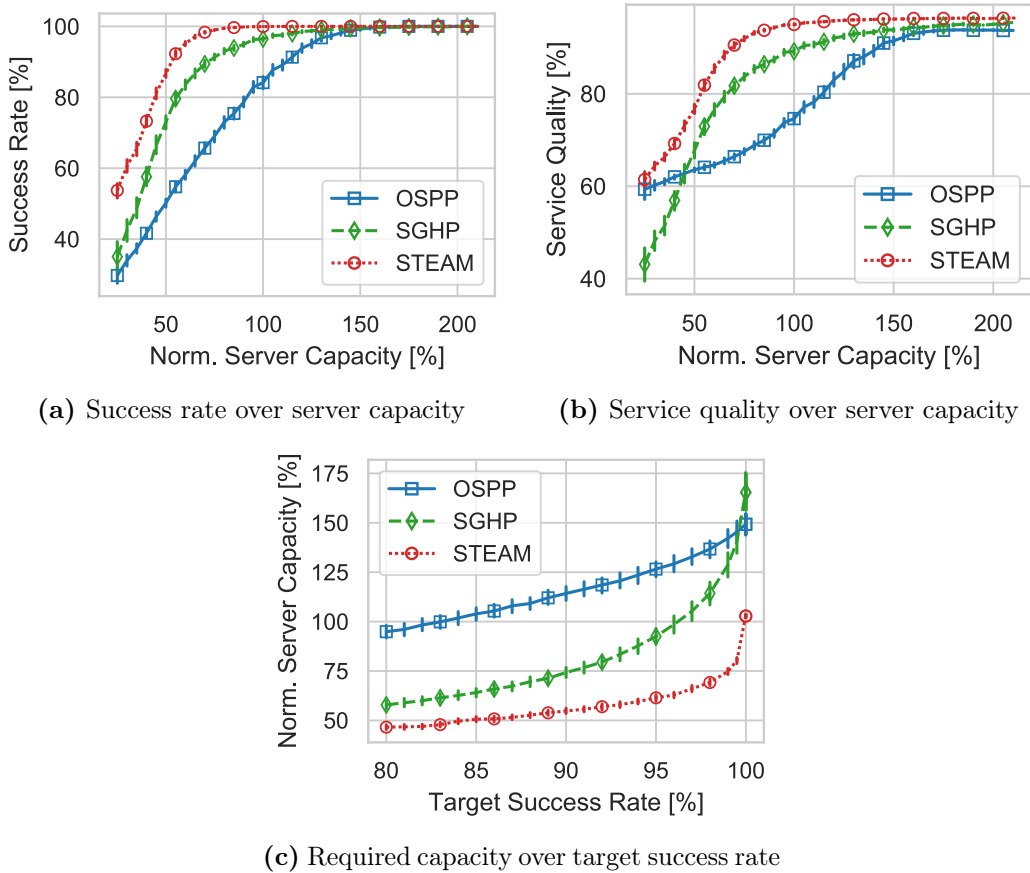 Success Rate [%]
100
80
60
40
OSPP
SGHP
STEAM
50 100 150 200
Norm. Server Capacity [%]
(a) Success rate over server capacity
Service Quality [%]
80
60
40
OSPP
SGHP
STEAM
50 100 150 200
Norm. Server Capacity [%]
(b) Service quality over server capacity
Norm. Server Capacity [%]
175
150
125
100
75
50
OSPP
SGHP
STEAM
80 85 90 95 100
Target Success Rate [%]
(c) Required capacity over target success rate